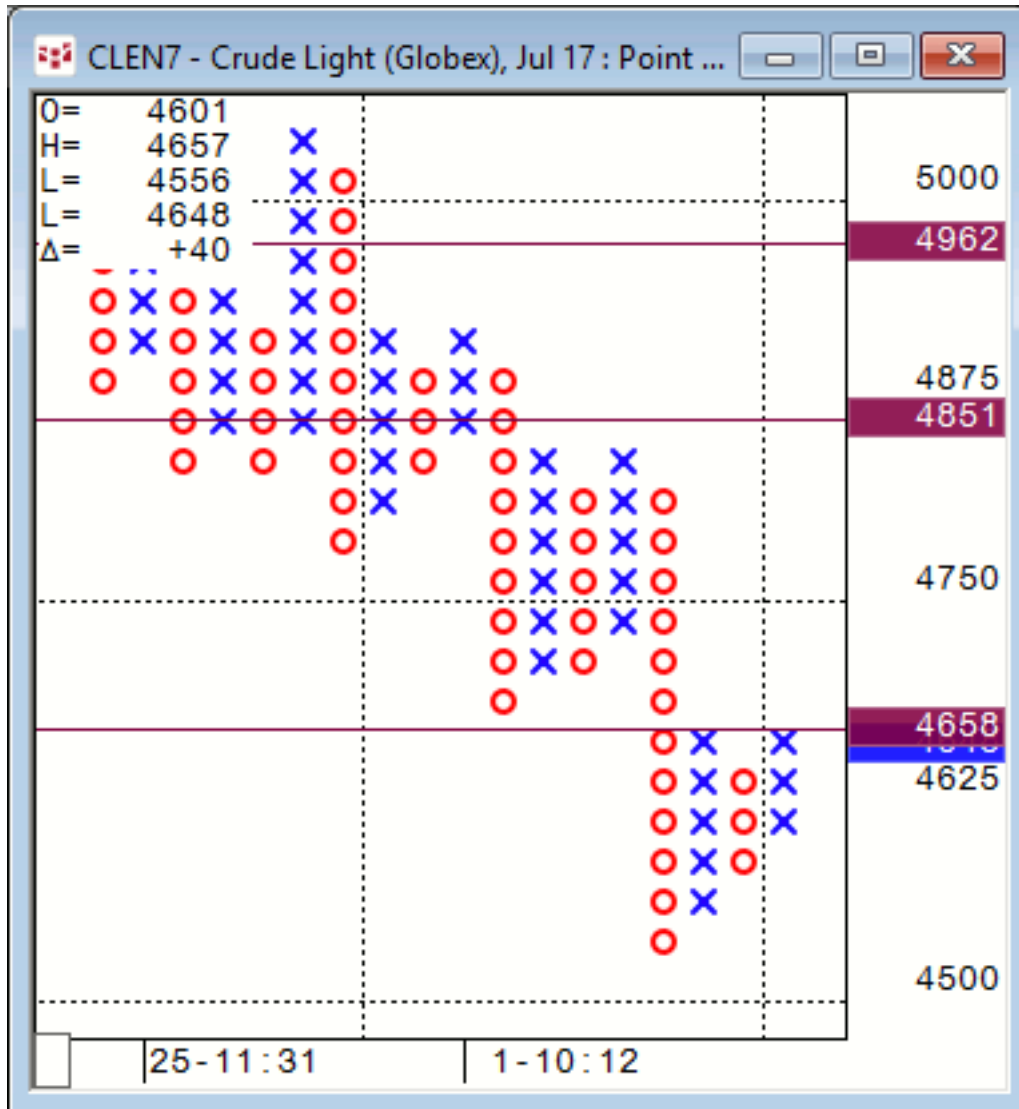 CLEN7 - Crude Light (Globex), Jul 17 : Point ...
O= 4601
H= 4657
L= 4556
L= 4648
Δ= +40
5000
4962
4875
4851
4750
4658
4625
4500
25-11:31
1-10:12